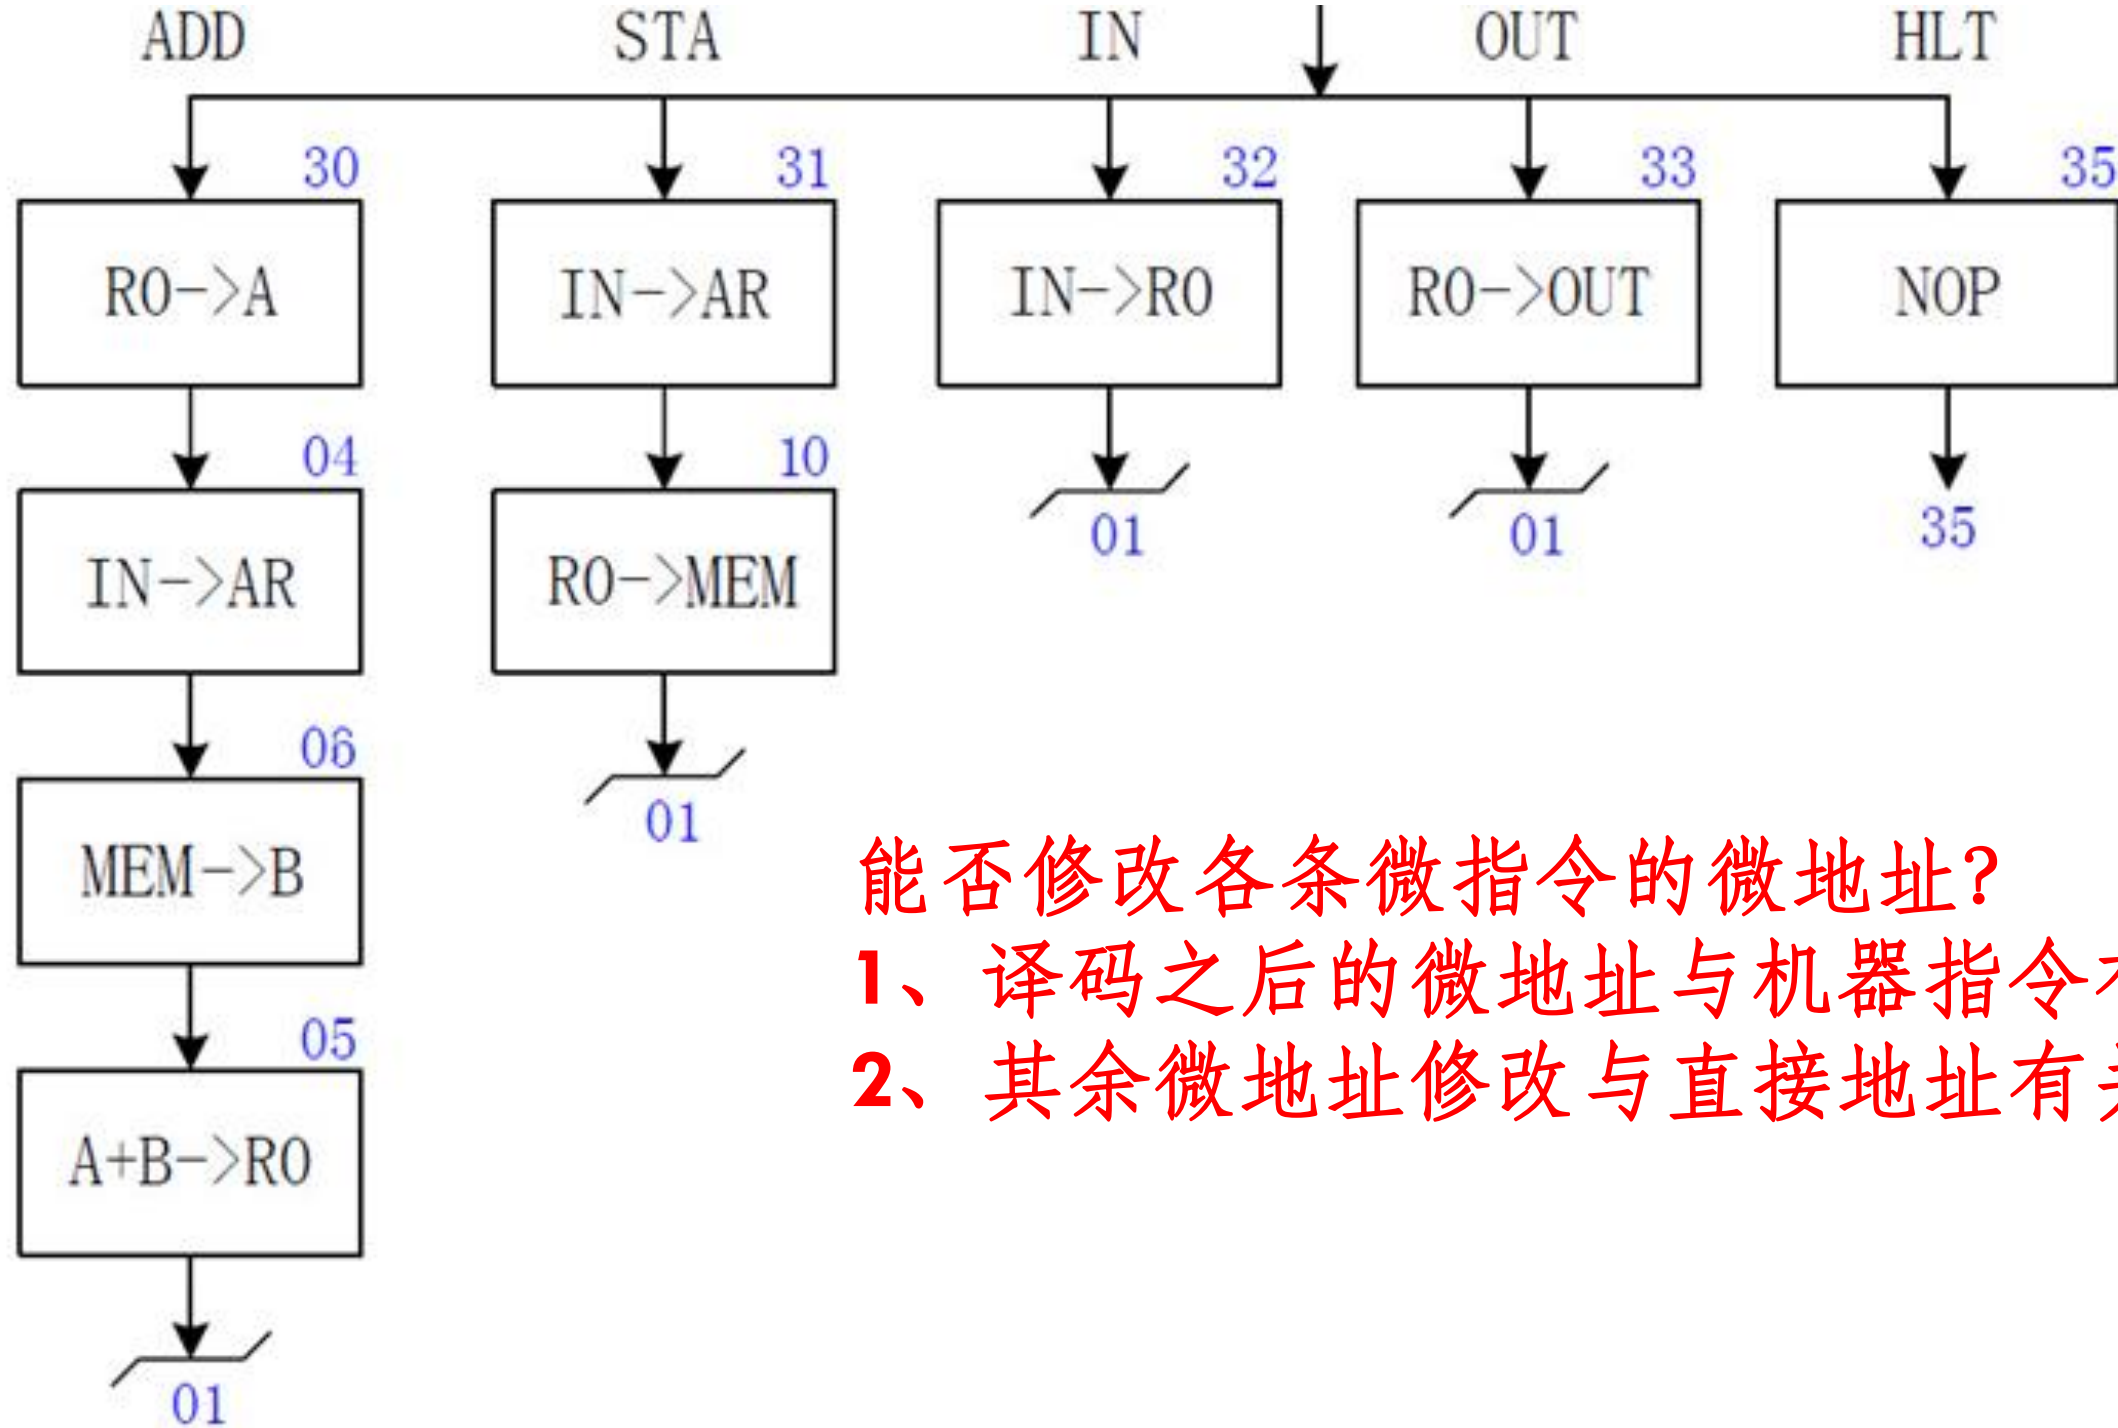 ADD STA IN OUT HLT
30 31 32 33 35
R0->A IN->AR IN->R0 R0->OUT NOP
04 10
IN->AR R0->MEM 01 01 35
06
MEM->B 01
能否修改各条微指令的微地址?
1、译码之后的微地址与机器指令
05
2、其余微地址修改与直接地址有
A+B->R0
01